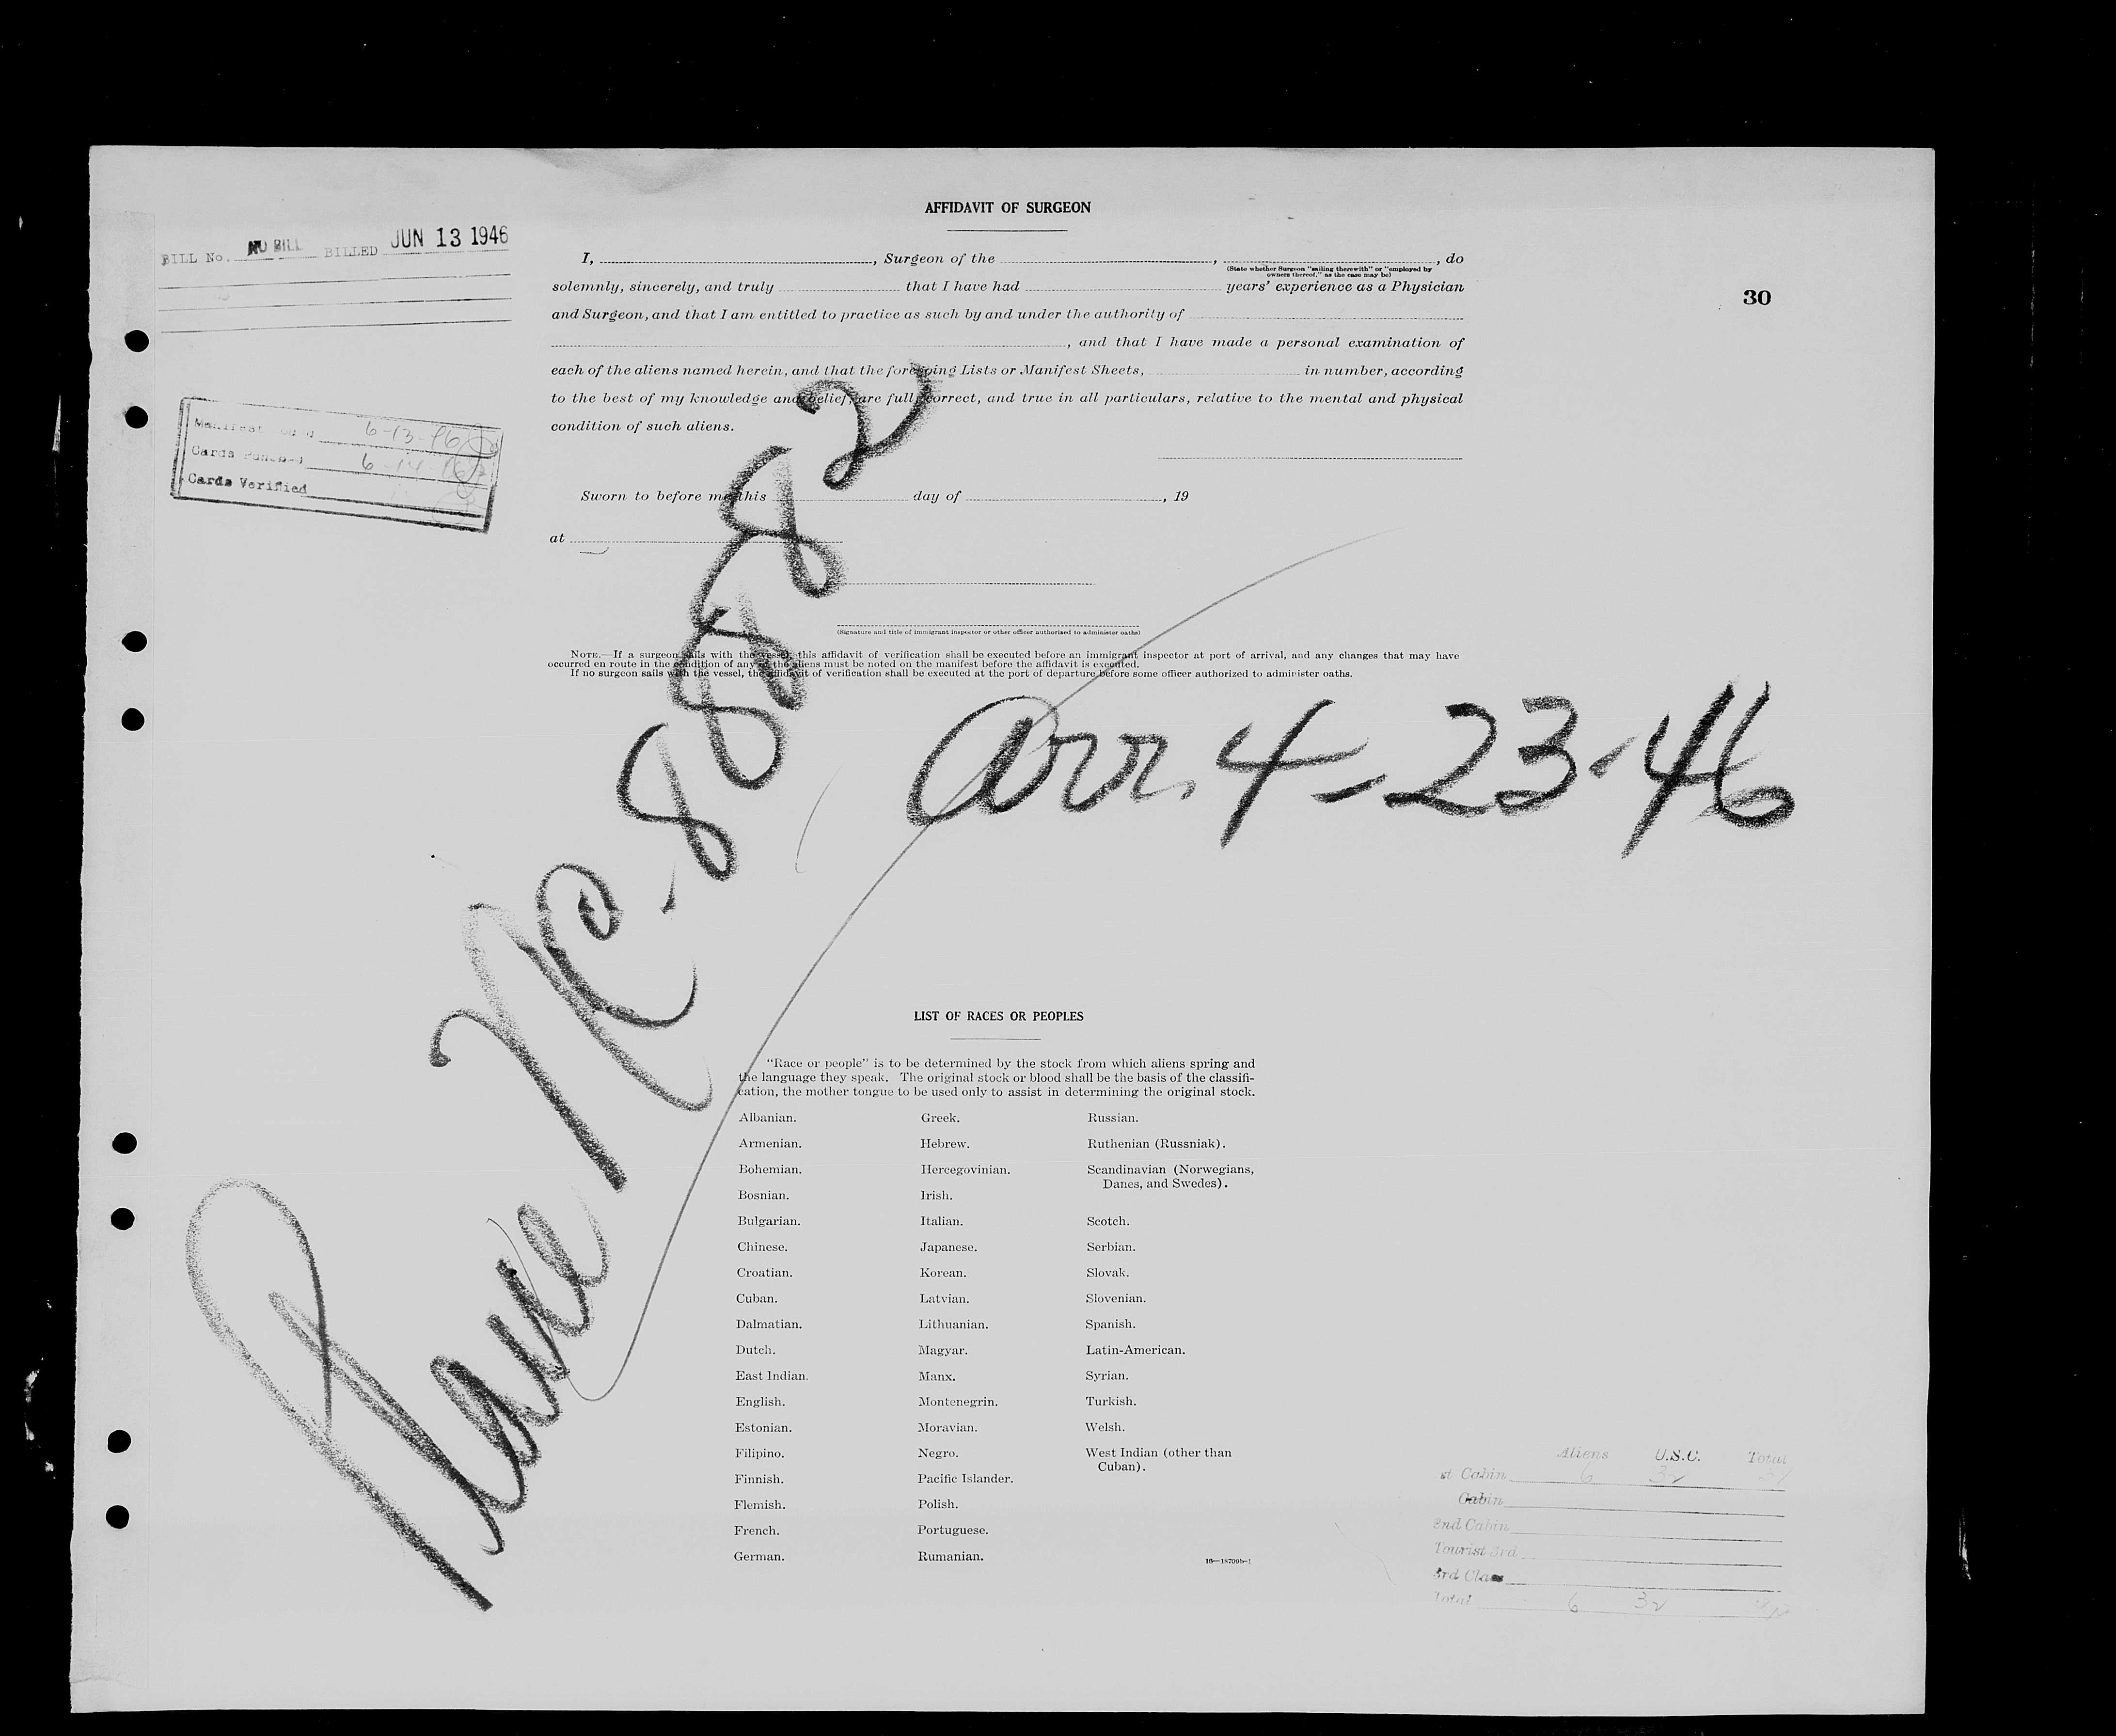 AFFIDAVIT OF SURGEON
BILL No. NO BILL BILLED JUN 13 1946
I, , Surgeon of the , , do
(State whether Surgeon "sailing therewith" or "employed by
owners thereof," as the case may be)
solemnly, sincerely, and truly that I have had years' experience as a Physician
30
and Surgeon, and that I am entitled to practice as such by and under the authority of
, and that I have made a personal examination of
each of the aliens named herein, and that the foregoing Lists or Manifest Sheets, in number, according
to the best of my knowledge and belief, are full, correct, and true in all particulars, relative to the mental and physical
condition of such aliens.
Manifest 6-13-46
Cards Punched 6-14-46
Cards Verified
Sworn to before me this day of , 19
at
(Signature and title of immigrant inspector or other officer authorized to administer oaths)
NOTE.—If a surgeon sails with the vessel, this affidavit of verification shall be executed before an immigrant inspector at port of arrival, and any changes that may have
occurred en route in the condition of any of the aliens must be noted on the manifest before the affidavit is executed.
If no surgeon sails with the vessel, the affidavit of verification shall be executed at the port of departure before some officer authorized to administer oaths.
Plane NC-88882
arr. 4-23-46
LIST OF RACES OR PEOPLES
"Race or people" is to be determined by the stock from which aliens spring and
the language they speak. The original stock or blood shall be the basis of the classifi-
cation, the mother tongue to be used only to assist in determining the original stock.
Albanian. Greek. Russian.
Armenian. Hebrew. Ruthenian (Russniak).
Bohemian. Hercegovinian. Scandinavian (Norwegians,
Danes, and Swedes).
Bosnian. Irish.
Bulgarian. Italian. Scotch.
Chinese. Japanese. Serbian.
Croatian. Korean. Slovak.
Cuban. Latvian. Slovenian.
Dalmatian. Lithuanian. Spanish.
Dutch. Magyar. Latin-American.
East Indian. Manx. Syrian.
English. Montenegrin. Turkish.
Estonian. Moravian. Welsh.
Filipino. Negro. West Indian (other than
Cuban).
Finnish. Pacific Islander.
Flemish. Polish.
French. Portuguese.
German. Rumanian.
16—18709b-1
Aliens U.S.C. Total
st Cabin 6 32
Cabin
2nd Cabin
Tourist 3rd
3rd Class
Total 6 32